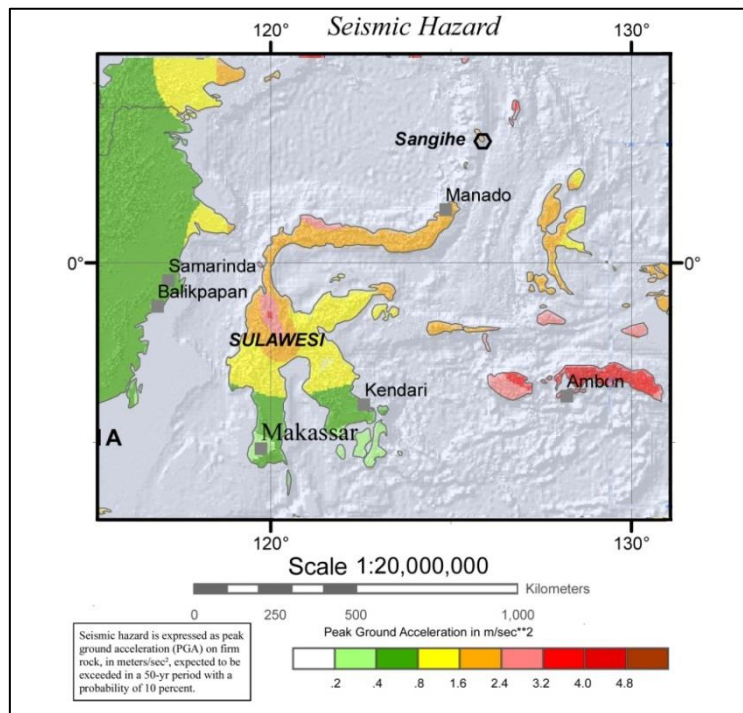 Seismic Hazard
120° 130°
Sangihe
Manado
0° 0°
Samarinda
Balikpapan
SULAWESI
Kendari
Ambon
Makassar
IA
120° 130°
Scale 1:20,000,000
Kilometers
0 250 500 1,000
Peak Ground Acceleration in m/sec**2
.2 .4 .8 1.6 2.4 3.2 4.0 4.8
Seismic hazard is expressed as peak
ground acceleration (PGA) on firm
rock, in meters/sec², expected to be
exceeded in a 50-yr period with a
probability of 10 percent.